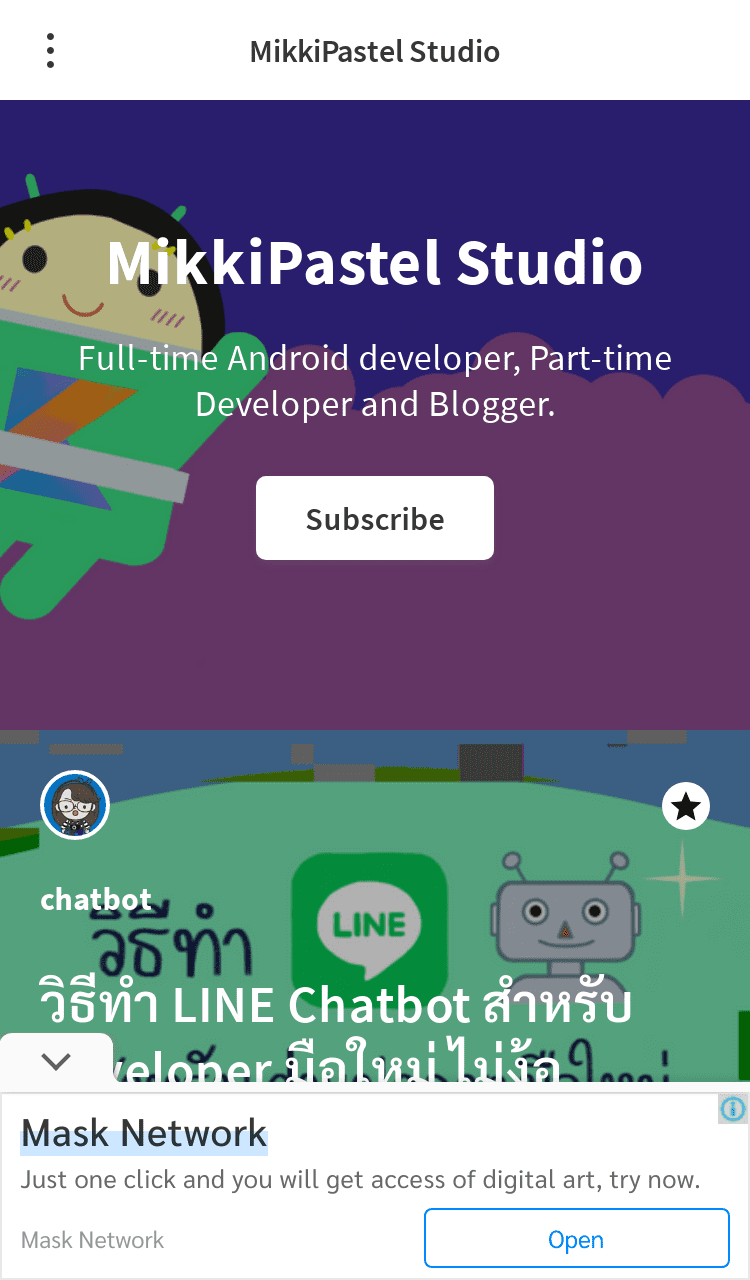 MikkiPastel Studio
MikkiPastel Studio
Full-time Android developer, Part-time
Developer and Blogger.
Subscribe
chatbot
วิธีทำ
LINE
วิธีทำ LINE Chatbot สำหรับ
veloper มือใหม่ ไม่ง้อ
Mask Network
Just one click and you will get access of digital art, try now.
Mask Network
Open